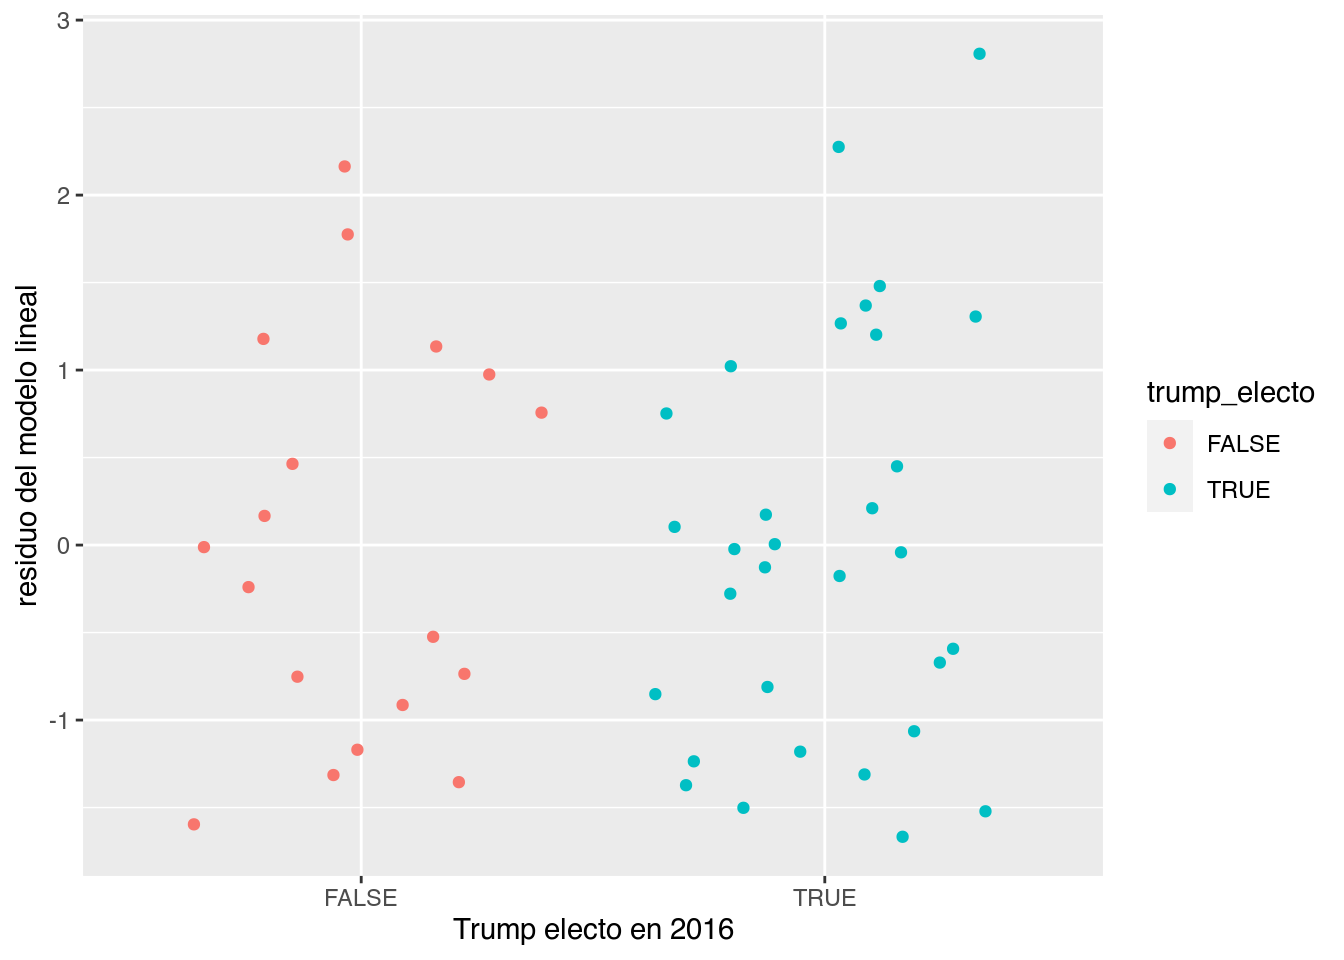 3
2
1
0
-1
residuo del modelo lineal
FALSE
TRUE
Trump electo en 2016
trump_electo
FALSE
TRUE